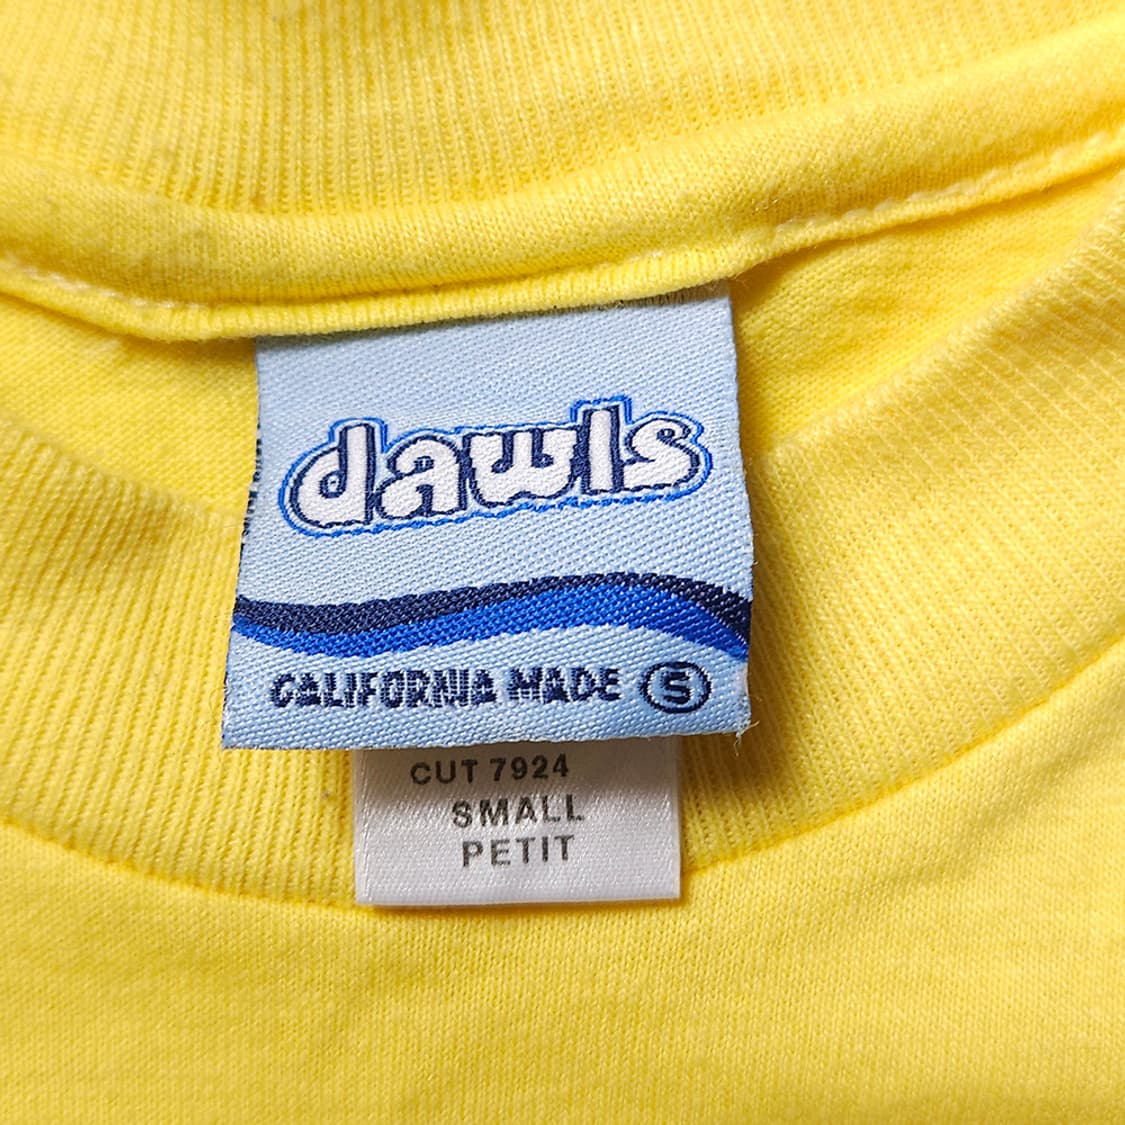 dawls
CALIFORNIA MADE S
CUT 7924
SMALL
PETIT